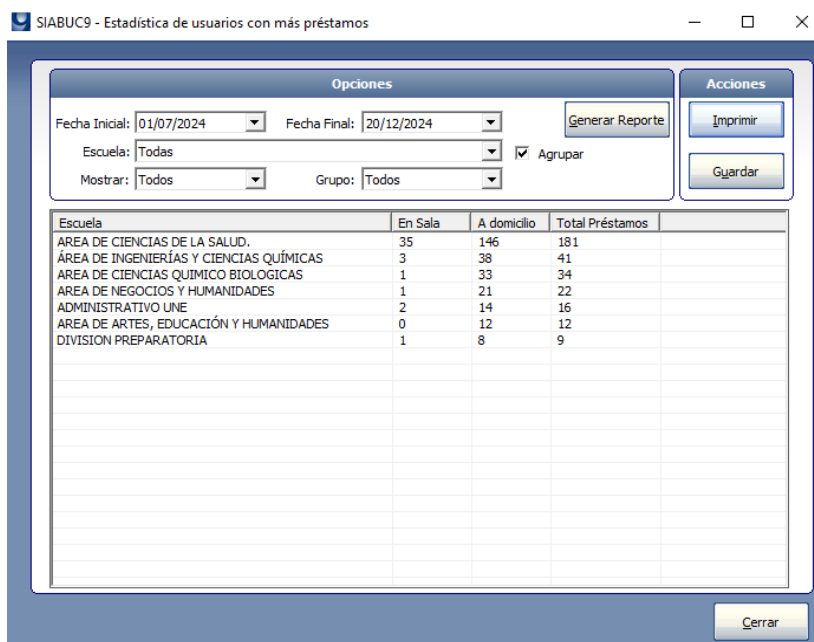 SIABUC9 - Estadística de usuarios con más préstamos
Opciones
Acciones
Fecha Inicial: 01/07/2024 Fecha Final: 20/12/2024 Generar Reporte Imprimir
Escuela: Todas Agrupar
Mostrar: Todos Grupo: Todos Guardar
Escuela En Sala A domicilio Total Préstamos
AREA DE CIENCIAS DE LA SALUD. 35 146 181
ÁREA DE INGENIERÍAS Y CIENCIAS QUÍMICAS 3 38 41
AREA DE CIENCIAS QUIMICO BIOLOGICAS 1 33 34
AREA DE NEGOCIOS Y HUMANIDADES 1 21 22
ADMINISTRATIVO UNE 2 14 16
AREA DE ARTES, EDUCACIÓN Y HUMANIDADES 0 12 12
DIVISION PREPARATORIA 1 8 9
Cerrar